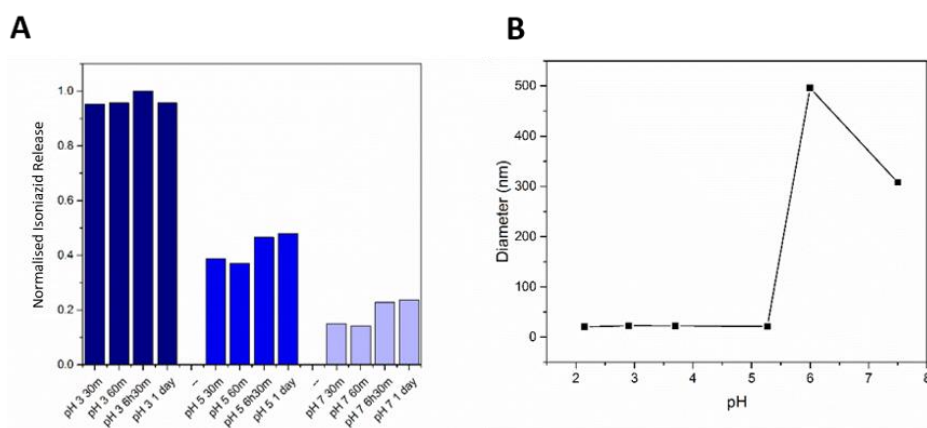 A
Normalised Isoniazid Release
1.0
0.8
0.6
0.4
0.2
0.0
pH 3 30m
pH 3 60m
pH 3 6h30m
pH 3 1 day
--
pH 5 30m
pH 5 60m
pH 5 6h30m
pH 5 1 day
--
pH 7 30m
pH 7 60m
pH 7 6h30m
pH 7 1 day
B
Diameter (nm)
500
400
300
200
100
0
2
3
4
5
6
7
8
pH